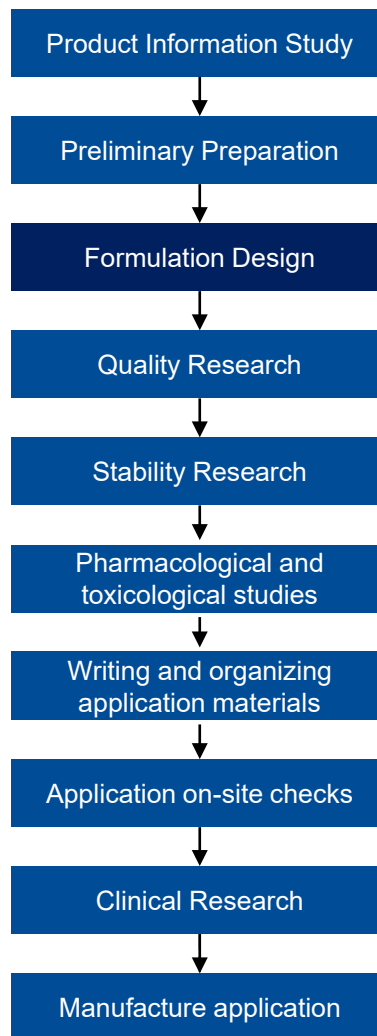 Product Information Study
Preliminary Preparation
Formulation Design
Quality Research
Stability Research
Pharmacological and
toxicological studies
Writing and organizing
application materials
Application on-site checks
Clinical Research
Manufacture application